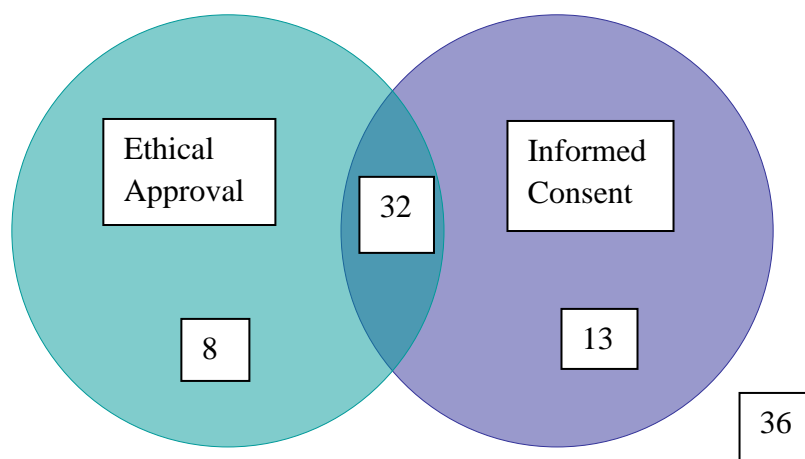 Ethical
Approval
Informed
Consent
32
8
13
36